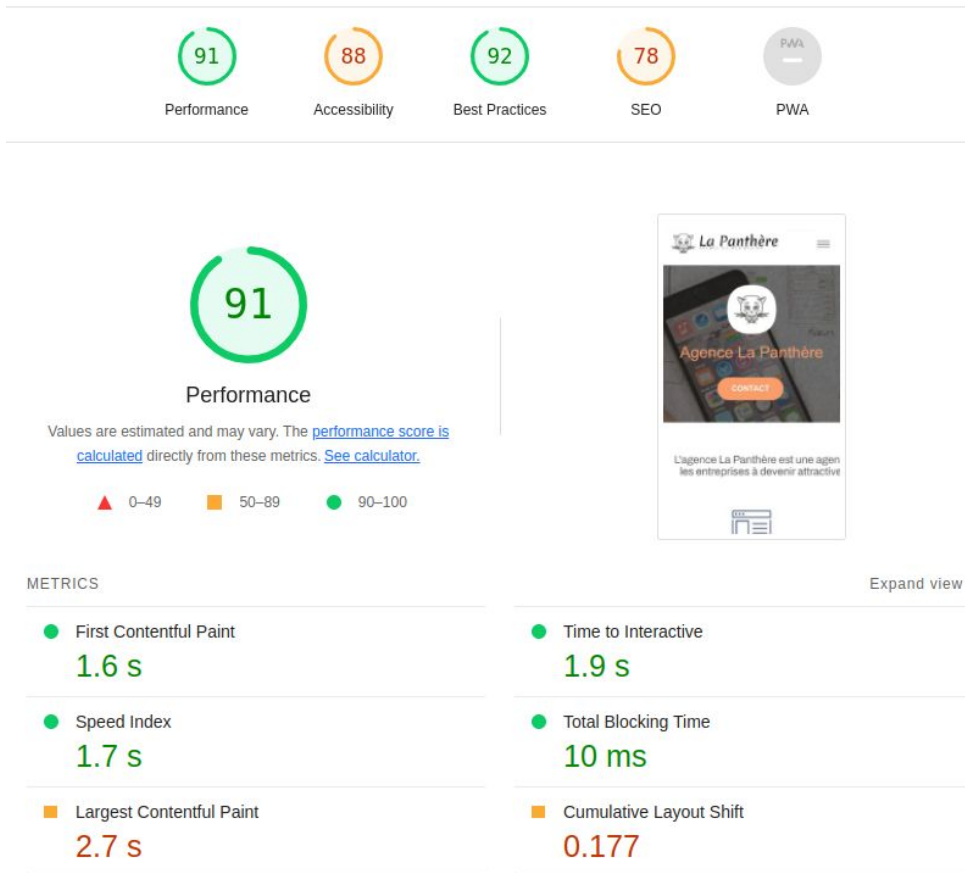 91
88
92
78
PWA
Performance
Accessibility
Best Practices
SEO
PWA
91
Performance
Values are estimated and may vary. The performance score is
calculated directly from these metrics. See calculator.
0–49
50–89
90–100
La Panthère
Agence La Panthère
CONTACT
L'agence La Panthère est une agen
les entreprises à devenir attractive
METRICS
Expand view
First Contentful Paint
1.6 s
Time to Interactive
1.9 s
Speed Index
1.7 s
Total Blocking Time
10 ms
Largest Contentful Paint
2.7 s
Cumulative Layout Shift
0.177